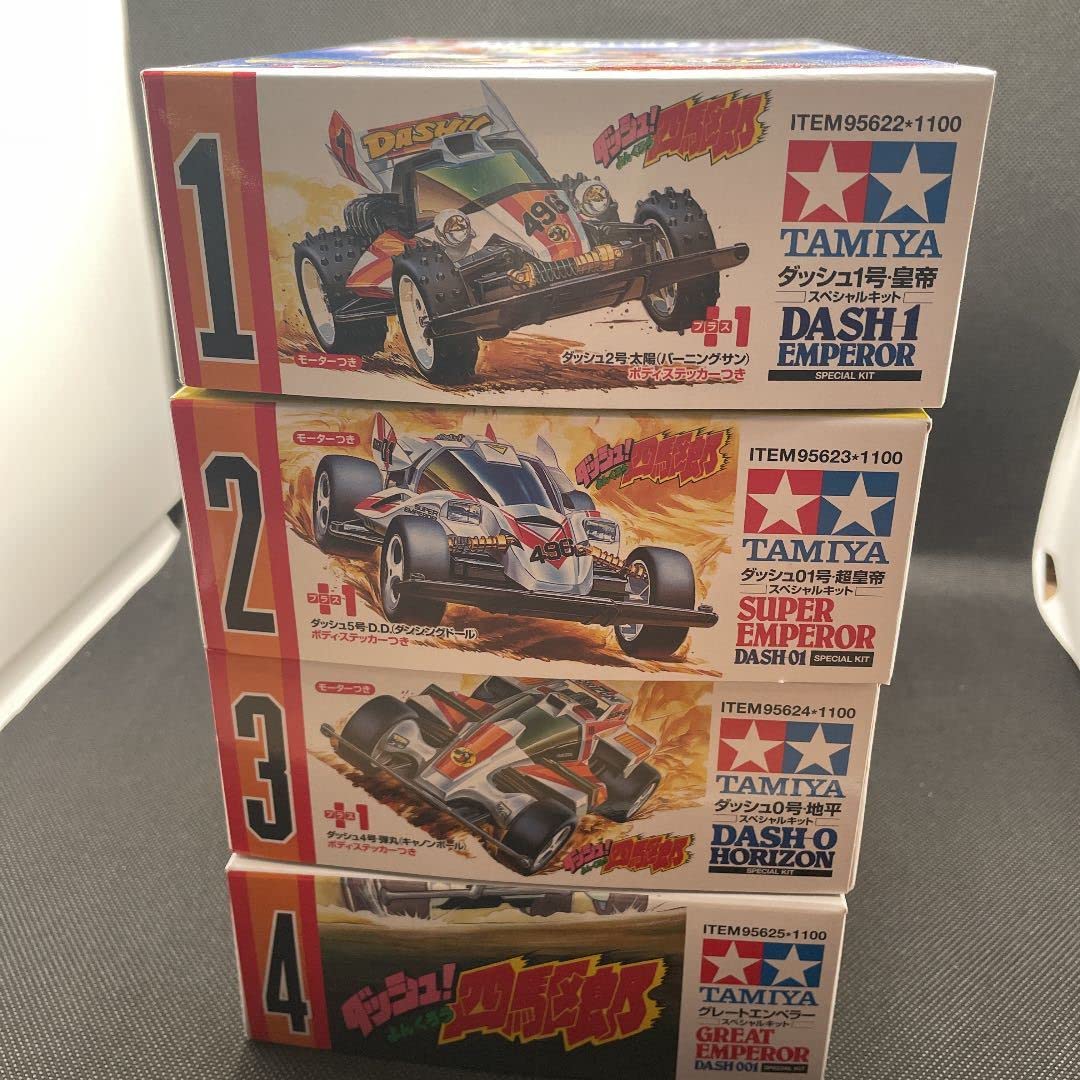 1
DASH!!
1
496
ダッシュ!
よんくろう
四駆郎
モーターつき
プラス+1
ダッシュ2号・太陽(バーニング・サン)
ボディステッカーつき
ITEM95622*1100
TAMIYA
ダッシュ1号・皇帝
スペシャルキット
DASH-1
EMPEROR
SPECIAL KIT
2
モーターつき
496
ダッシュ!
四駆郎
プラス+1
ダッシュ5号・D.D.(ダンシングドール)
ボディステッカーつき
ITEM95623*1100
TAMIYA
ダッシュ01号・超皇帝
スペシャルキット
SUPER
EMPEROR
DASH 01 SPECIAL KIT
3
モーターつき
プラス+1
ダッシュ4号・弾丸(キャノンボール)
ボディステッカーつき
ダッシュ!
四駆郎
ITEM95624*1100
TAMIYA
ダッシュ0号・地平
スペシャルキット
DASH-0
HORIZON
SPECIAL KIT
4
ダッシュ!
よんくろう
四駆郎
ITEM95625*1100
TAMIYA
グレートエンペラー
スペシャルキット
GREAT
EMPEROR
DASH 001 SPECIAL KIT